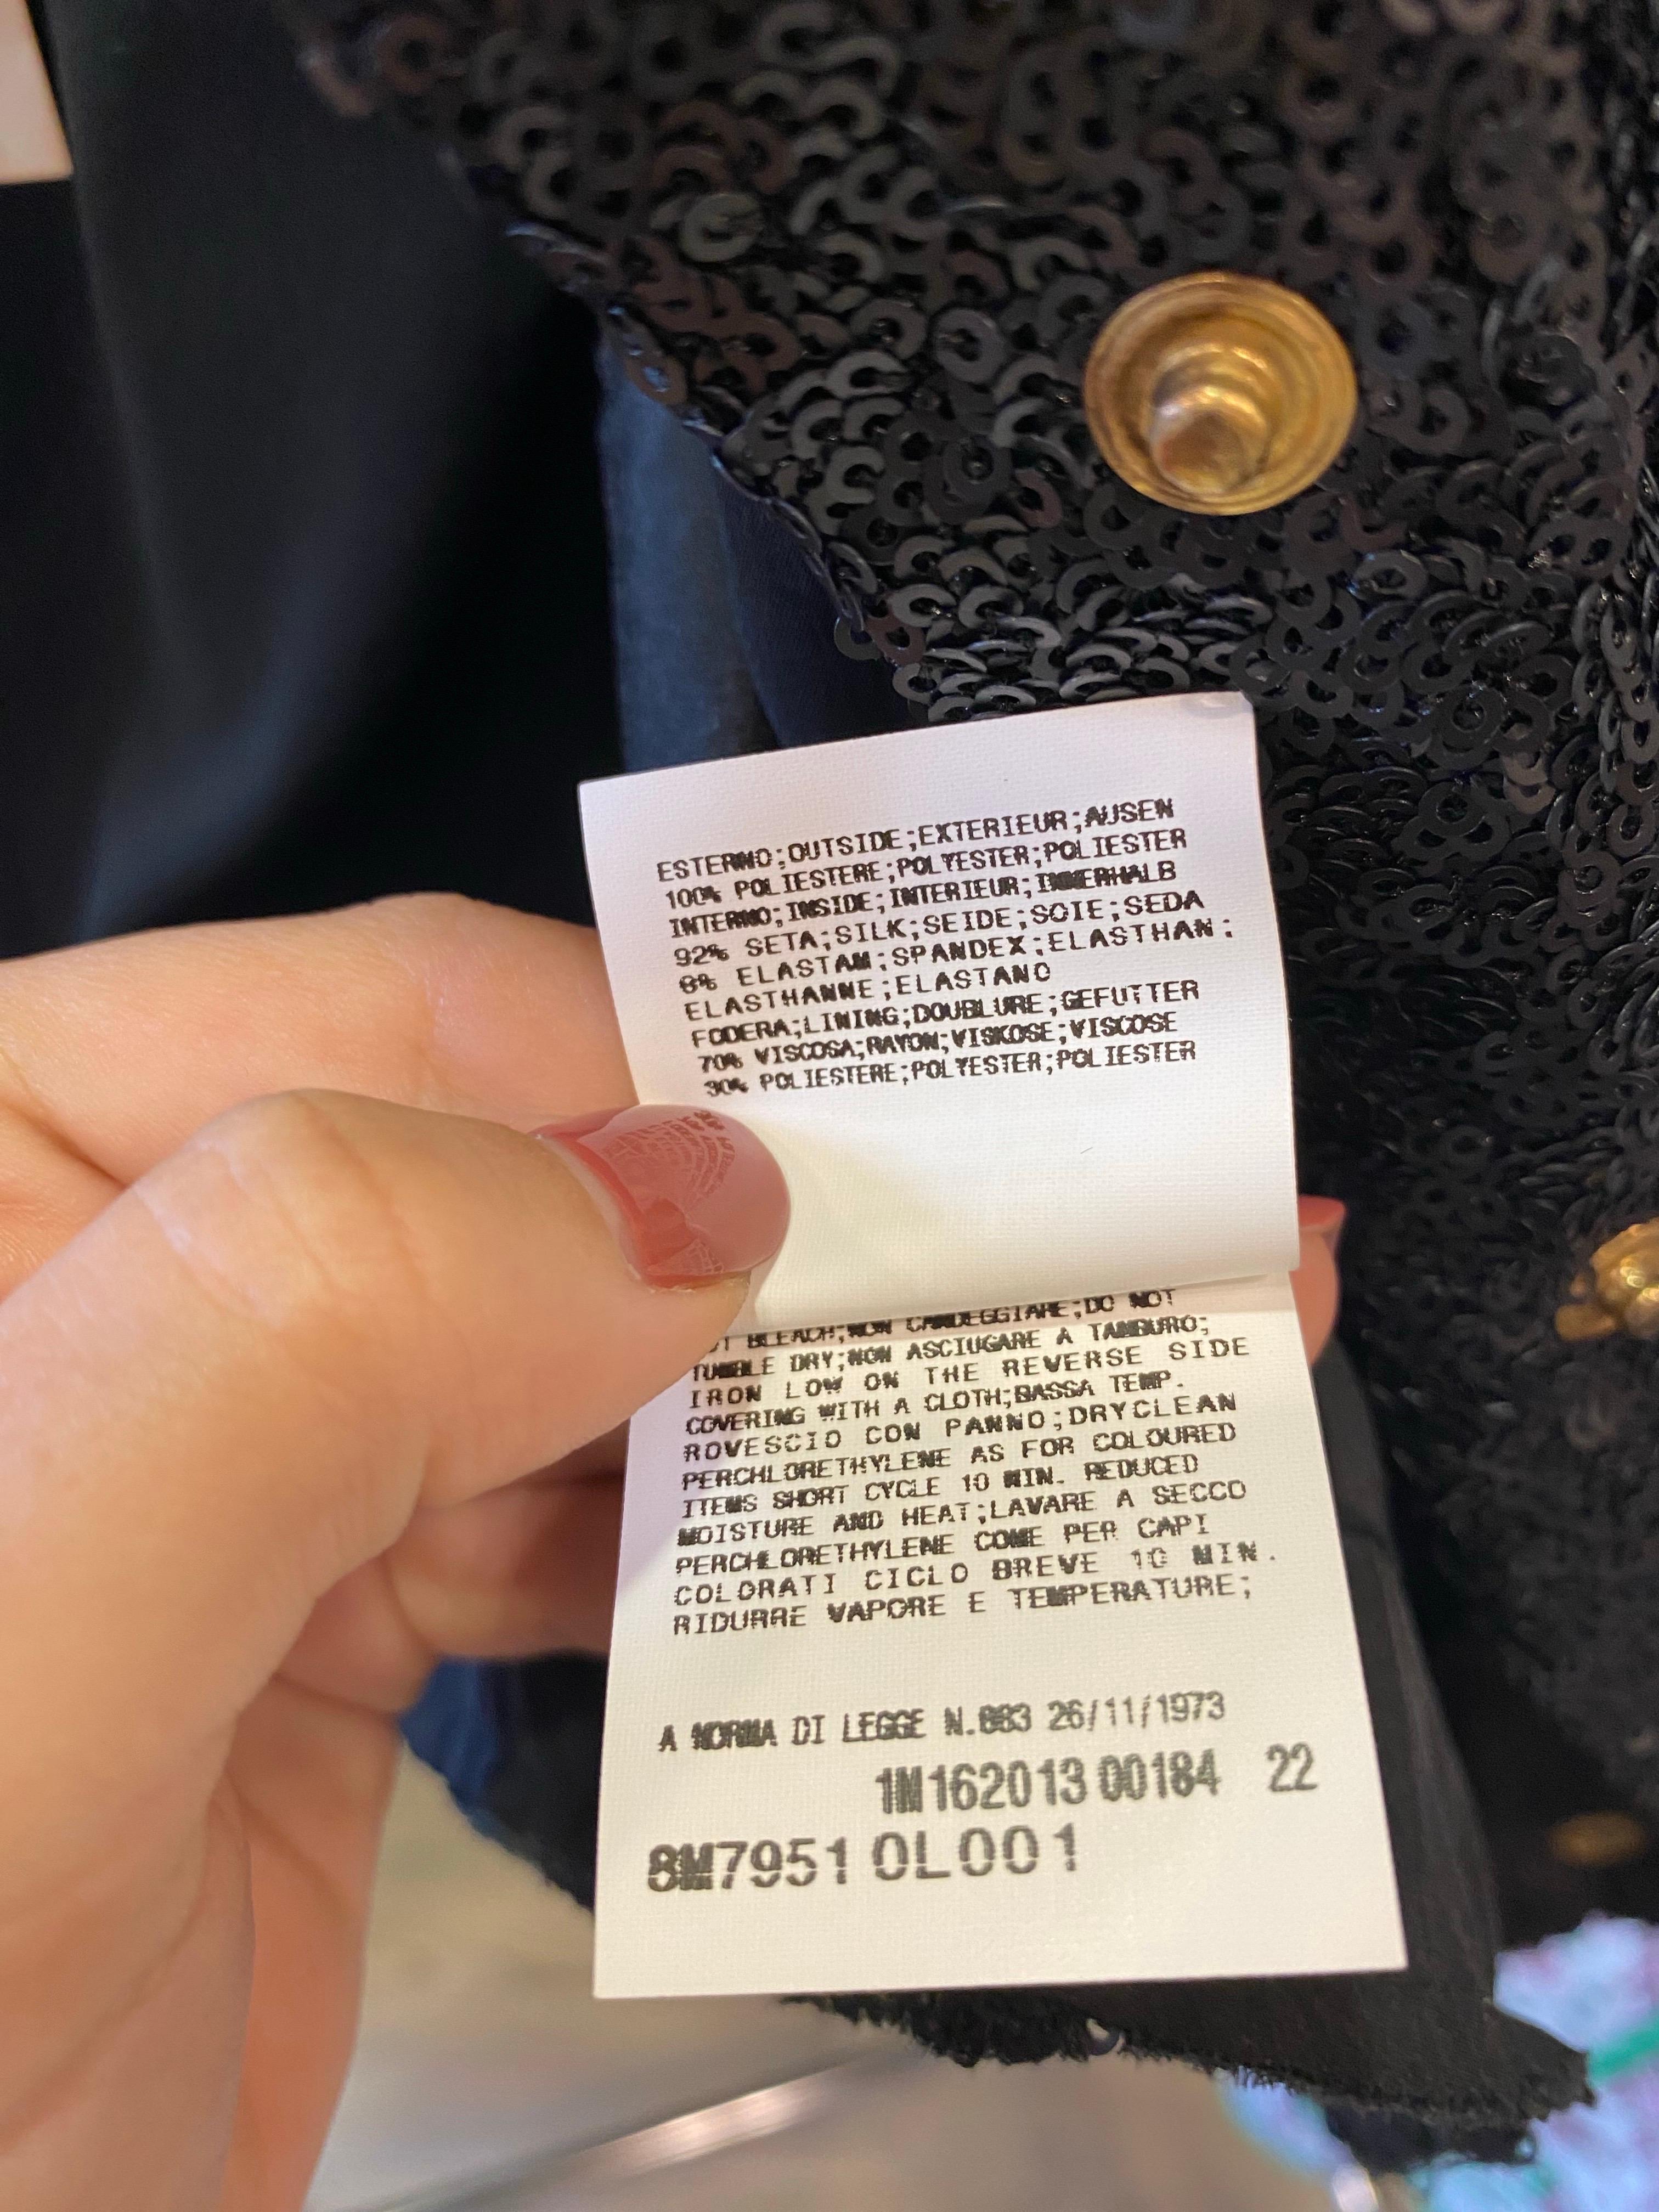 ESTERNO;OUTSIDE;EXTERIEUR;AUSEN
100% POLIESTERE;POLYESTER;POLIESTER
INTERNO;INSIDE;INTERIEUR;INNERHALB
92% SETA;SILK;SEIDE;SOIE;SEDA
8% ELASTAM;SPANDEX;ELASTHAN;
ELASTHANNE;ELASTANO
FODERA;LINING;DOUBLURE;GEFUTTER
70% VISCOSA;RAYON;VISKOSE;VISCOSE
30% POLIESTERE;POLYESTER;POLIESTER
BLEACH;NON CANDEGGIARE;DO NOT
TUMBLE DRY;NON ASCIUGARE A TAMBURO;
IRON LOW ON THE REVERSE SIDE
COVERING WITH A CLOTH;BASSA TEMP.
ROVESCIO CON PANNO;DRYCLEAN
PERCHLORETHYLENE AS FOR COLOURED
ITEMS SHORT CYCLE 10 MIN. REDUCED
MOISTURE AND HEAT;LAVARE A SECCO
PERCHLORETHYLENE COME PER CAPI
COLORATI CICLO BREVE 10 MIN.
RIDURRE VAPORE E TEMPERATURE;
A NORMA DI LEGGE N.883 26/11/1973
1M162013 00184 22
8M7951 0L001